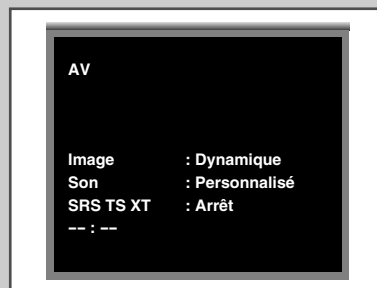 AV
Image : Dynamique
Son : Personnalisé
SRS TS XT : Arrêt
-- : --